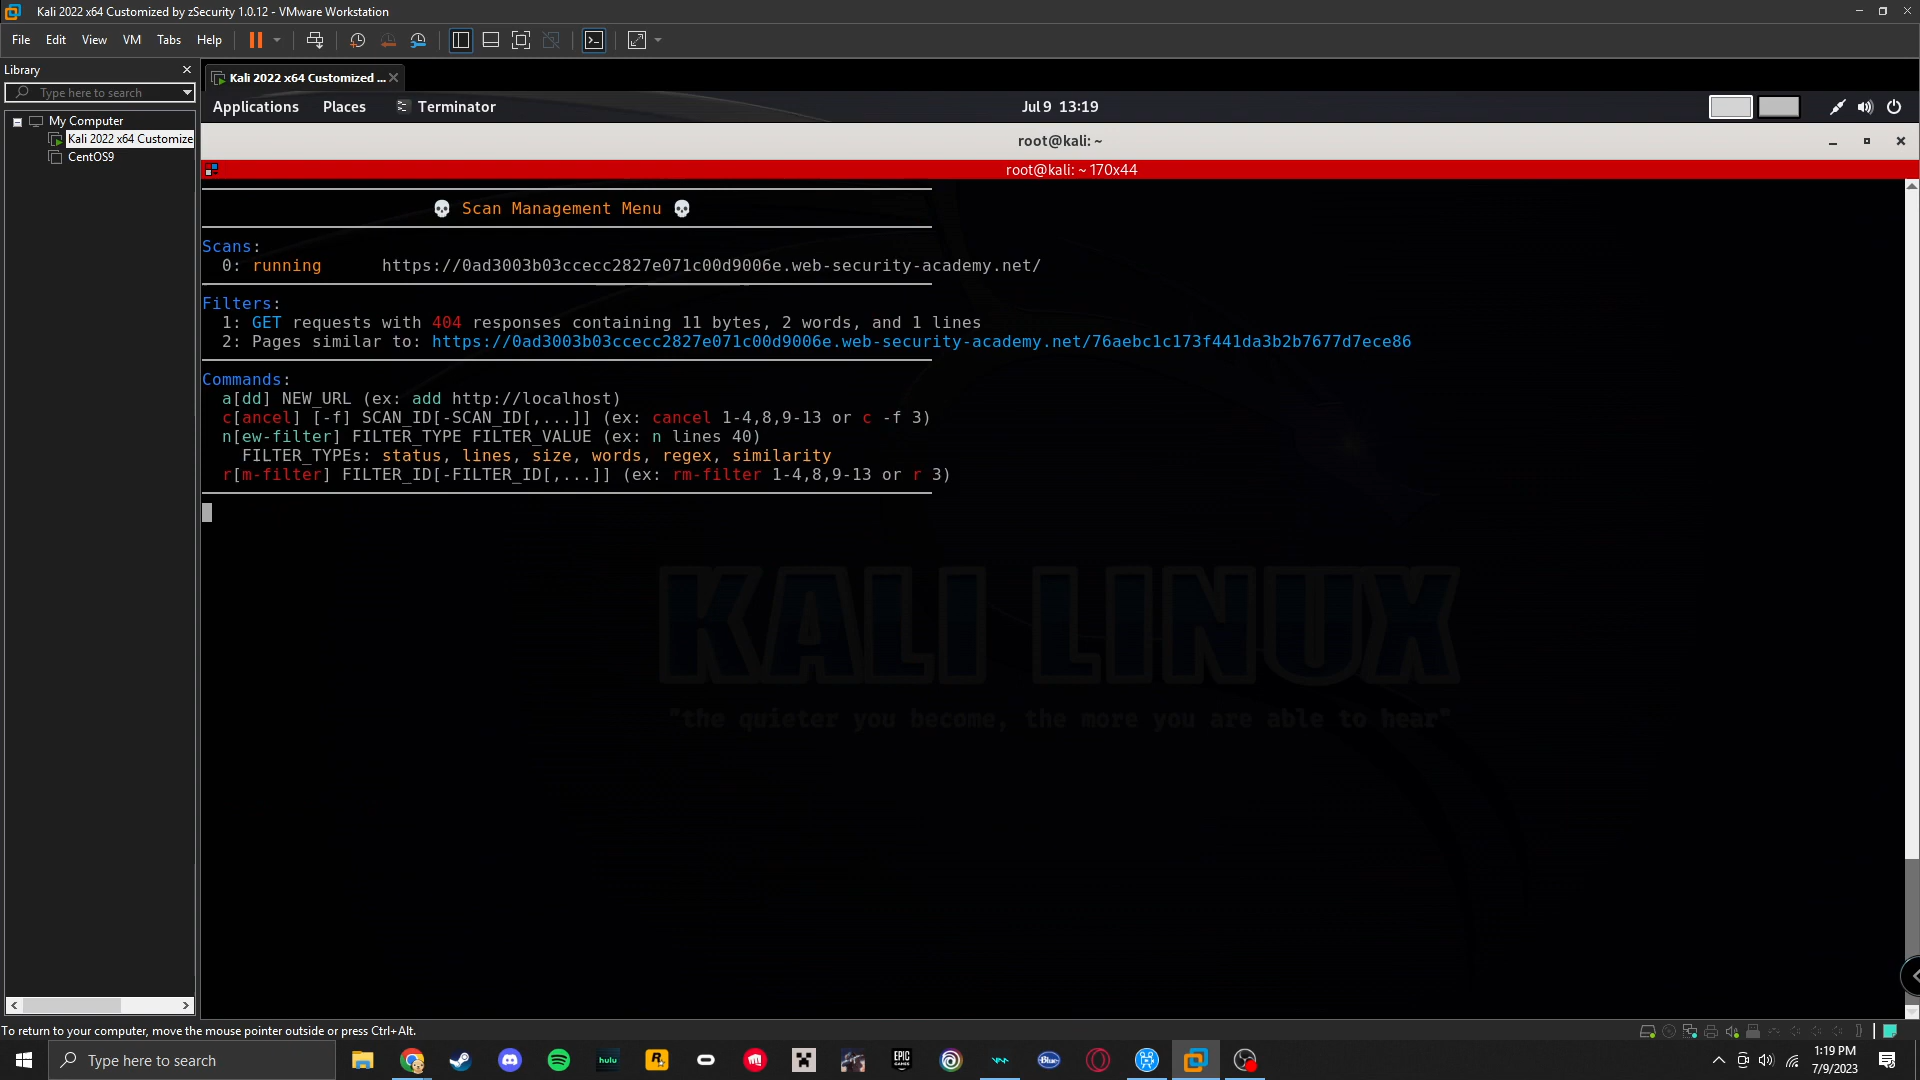 Kali 2022 x64 Customized by zSecurity 1.0.12 - VMware Workstation
File Edit View VM Tabs Help
Library
Type here to search
My Computer
Kali 2022 x64 Customize
CentOS9
Kali 2022 x64 Customized ...
Applications Places Terminator Jul 9 13:19
root@kali: ~
root@kali: ~ 170x44
Scan Management Menu
Scans:
0: running https://0ad3003b03ccecc2827e071c00d9006e.web-security-academy.net/
Filters:
1: GET requests with 404 responses containing 11 bytes, 2 words, and 1 lines
2: Pages similar to: https://0ad3003b03ccecc2827e071c00d9006e.web-security-academy.net/76aebc1c173f441da3b2b7677d7ece86
Commands:
a[dd] NEW_URL (ex: add http://localhost)
c[ancel] [-f] SCAN_ID[-SCAN_ID[,...]] (ex: cancel 1-4,8,9-13 or c -f 3)
n[ew-filter] FILTER_TYPE FILTER_VALUE (ex: n lines 40)
FILTER_TYPEs: status, lines, size, words, regex, similarity
r[m-filter] FILTER_ID[-FILTER_ID[,...]] (ex: rm-filter 1-4,8,9-13 or r 3)
KALI LINUX
"the quieter you become, the more you are able to hear"
To return to your computer, move the mouse pointer outside or press Ctrl+Alt.
Type here to search
hulu
R
EPIC GAMES
Blue
1:19 PM
7/9/2023